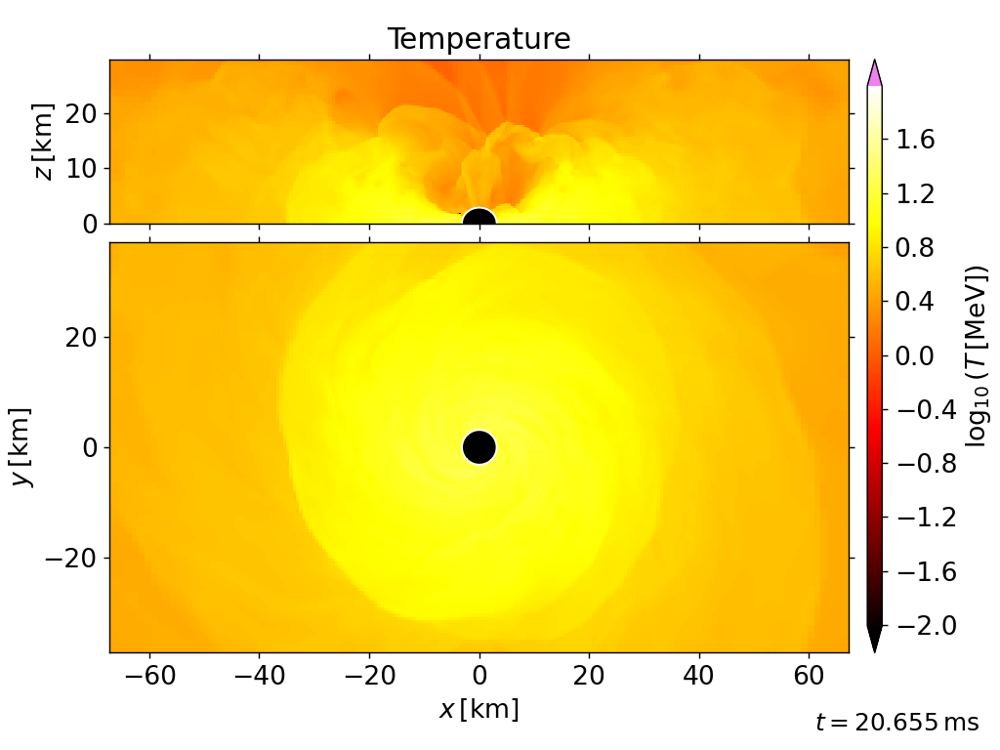 Temperature
20
10
0
z [km]
20
0
−20
y [km]
−60 −40 −20 0 20 40 60
x [km]
1.6
1.2
0.8
0.4
0.0
−0.4
−0.8
−1.2
−1.6
−2.0
log₁₀ (T [MeV])
t = 20.655 ms